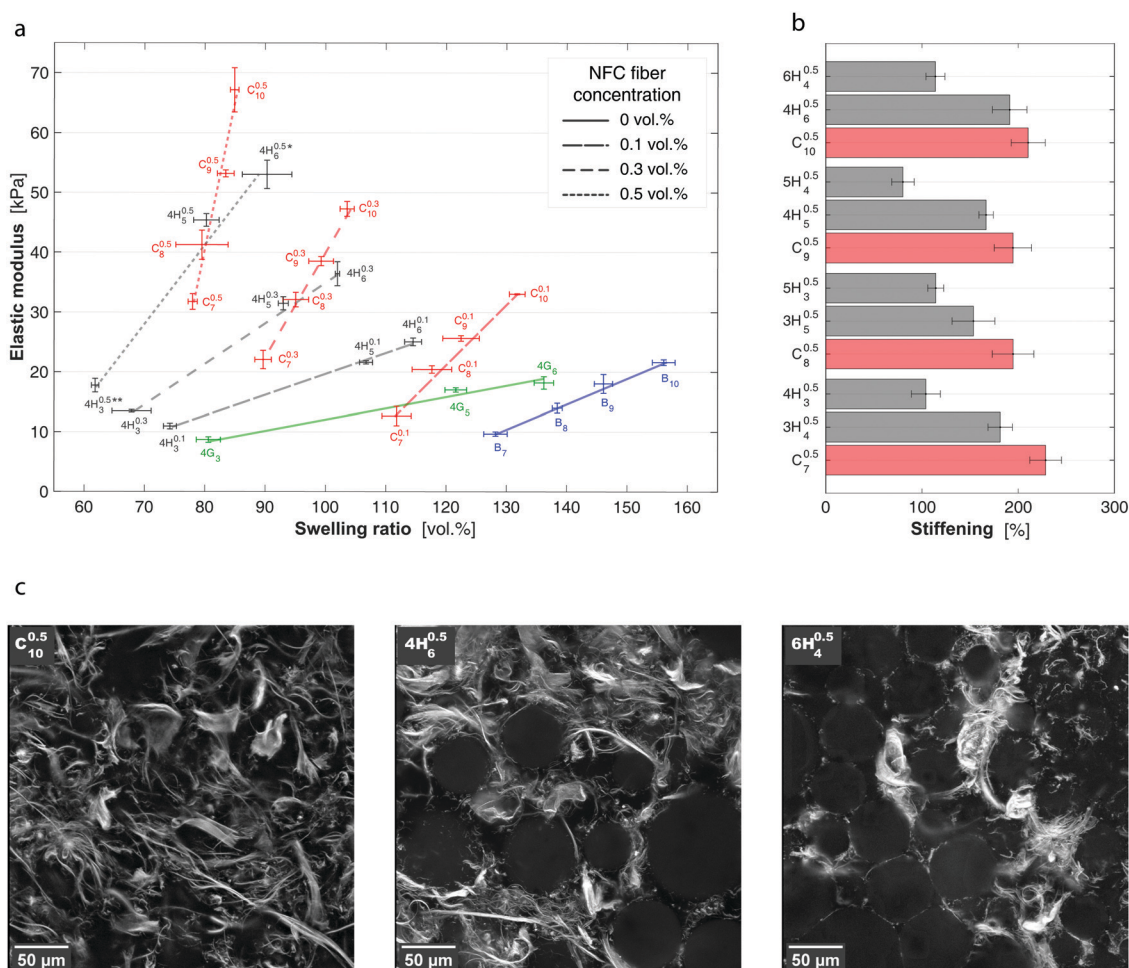 a
Elastic modulus [kPa]
70
60
50
40
30
20
10
0
60 70 80 90 100 110 120 130 140 150 160
Swelling ratio [vol.%]
NFC fiber
concentration
0 vol.%
0.1 vol.%
0.3 vol.%
0.5 vol.%
C₁₀^0.5
C₉^0.5
4H₆^0.5*
4H₅^0.5
C₈^0.5
C₇^0.5
4H₃^0.5**
C₁₀^0.3
C₉^0.3
4H₆^0.3
4H₅^0.3
C₈^0.3
C₇^0.3
4H₃^0.3
C₁₀^0.1
C₉^0.1
4H₆^0.1
4H₅^0.1
C₈^0.1
C₇^0.1
4H₃^0.1
4G₆
4G₅
4G₃
B₁₀
B₉
B₈
B₇
b
6H₄^0.5
4H₆^0.5
C₁₀^0.5
5H₄^0.5
4H₅^0.5
C₉^0.5
5H₃^0.5
3H₅^0.5
C₈^0.5
4H₃^0.5
3H₄^0.5
C₇^0.5
0 100 200 300
Stiffening [%]
c
C₁₀^0.5
50 µm
4H₆^0.5
50 µm
6H₄^0.5
50 µm